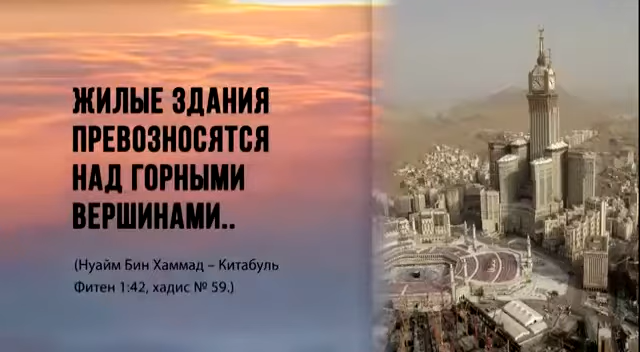 ЖИЛЫЕ ЗДАНИЯ
ПРЕВОЗНОСЯТСЯ
НАД ГОРНЫМИ
ВЕРШИНАМИ..
(Нуайм Бин Хаммад – Китабуль
Фитен 1:42, хадис № 59.)